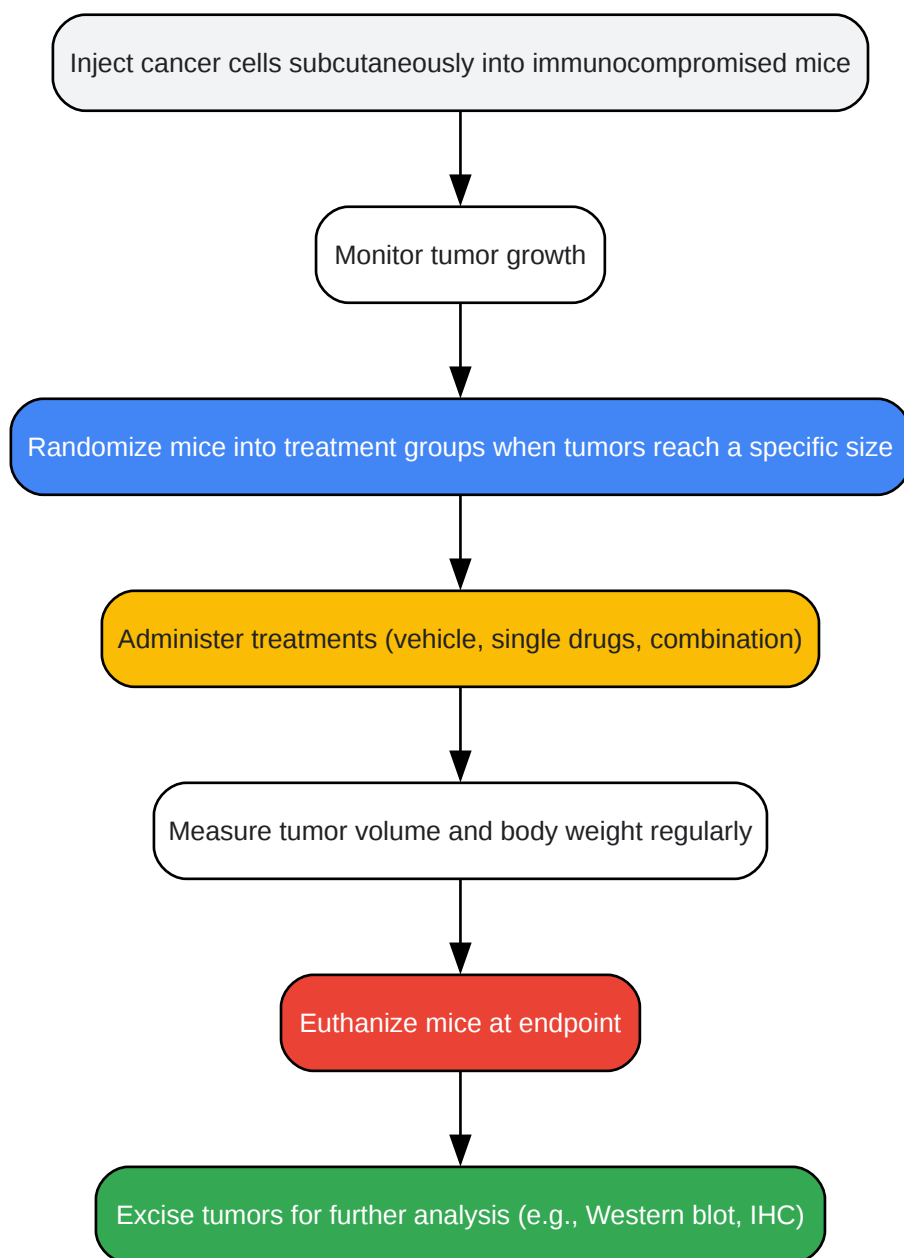 Inject cancer cells subcutaneously into immunocompromised mice
Monitor tumor growth
Randomize mice into treatment groups when tumors reach a specific size
Administer treatments (vehicle, single drugs, combination)
Measure tumor volume and body weight regularly
Euthanize mice at endpoint
Excise tumors for further analysis (e.g., Western blot, IHC)